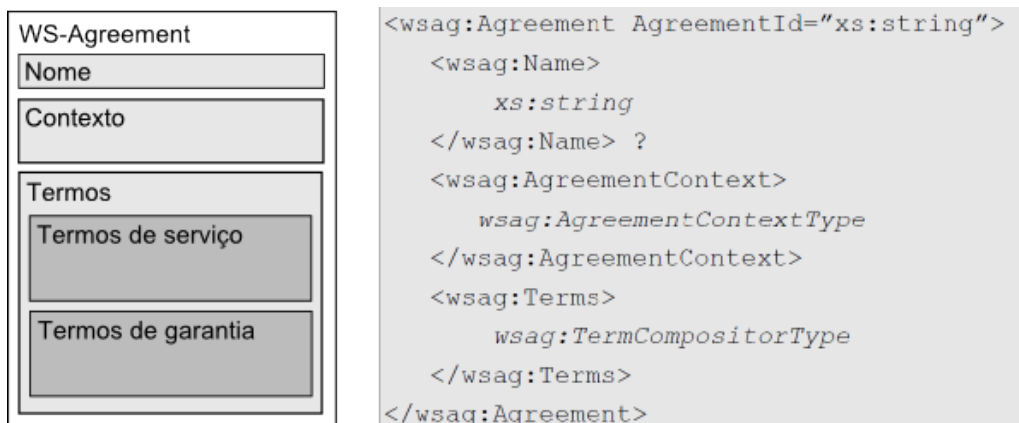 WS-Agreement
Nome
Contexto
Termos
Termos de serviço
Termos de garantia
<wsag:Agreement AgreementId="xs:string">
<wsag:Name>
xs:string
</wsag:Name> ?
<wsag:AgreementContext>
wsag:AgreementContextType
</wsag:AgreementContext>
<wsag:Terms>
wsag:TermCompositorType
</wsag:Terms>
</wsag:Agreement>